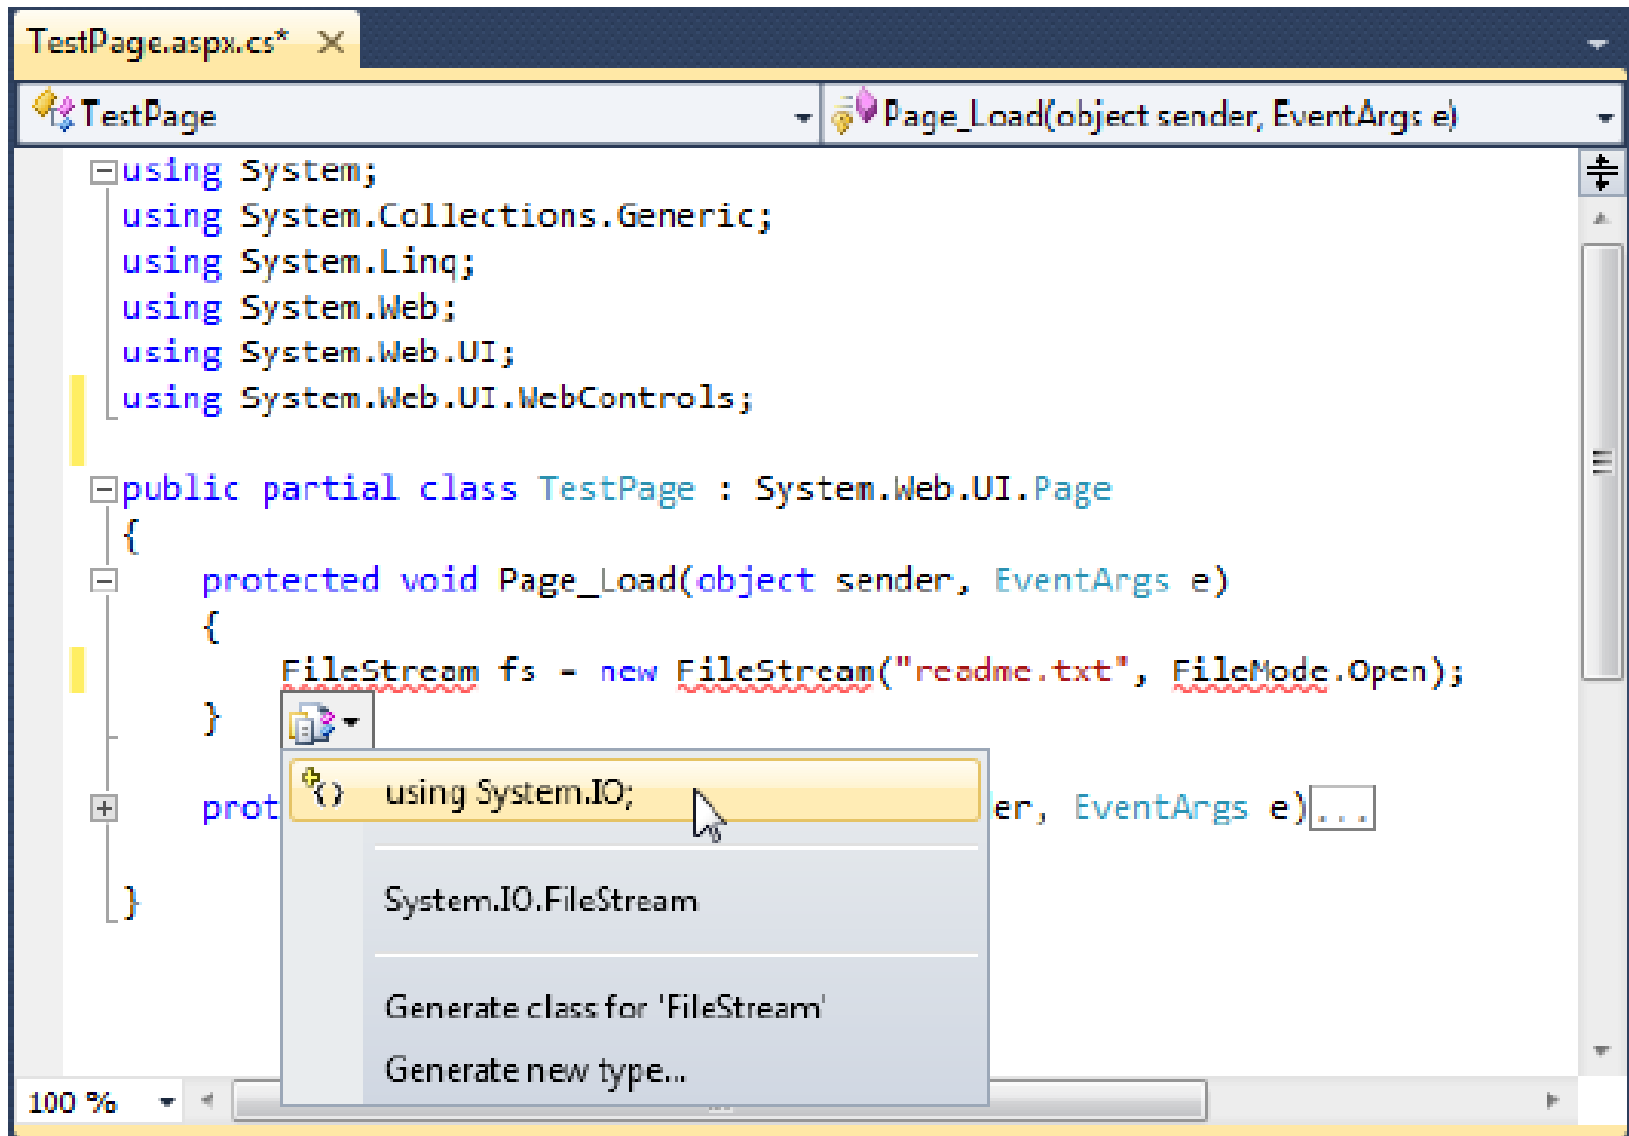 TestPage.aspx.cs*
TestPage
Page_Load(object sender, EventArgs e)
using System;
using System.Collections.Generic;
using System.Linq;
using System.Web;
using System.Web.UI;
using System.Web.UI.WebControls;
public partial class TestPage : System.Web.UI.Page
{
protected void Page_Load(object sender, EventArgs e)
{
FileStream fs = new FileStream("readme.txt", FileMode.Open);
}
using System.IO;
prot er, EventArgs e)...
System.IO.FileStream
}
Generate class for 'FileStream'
Generate new type...
100 %